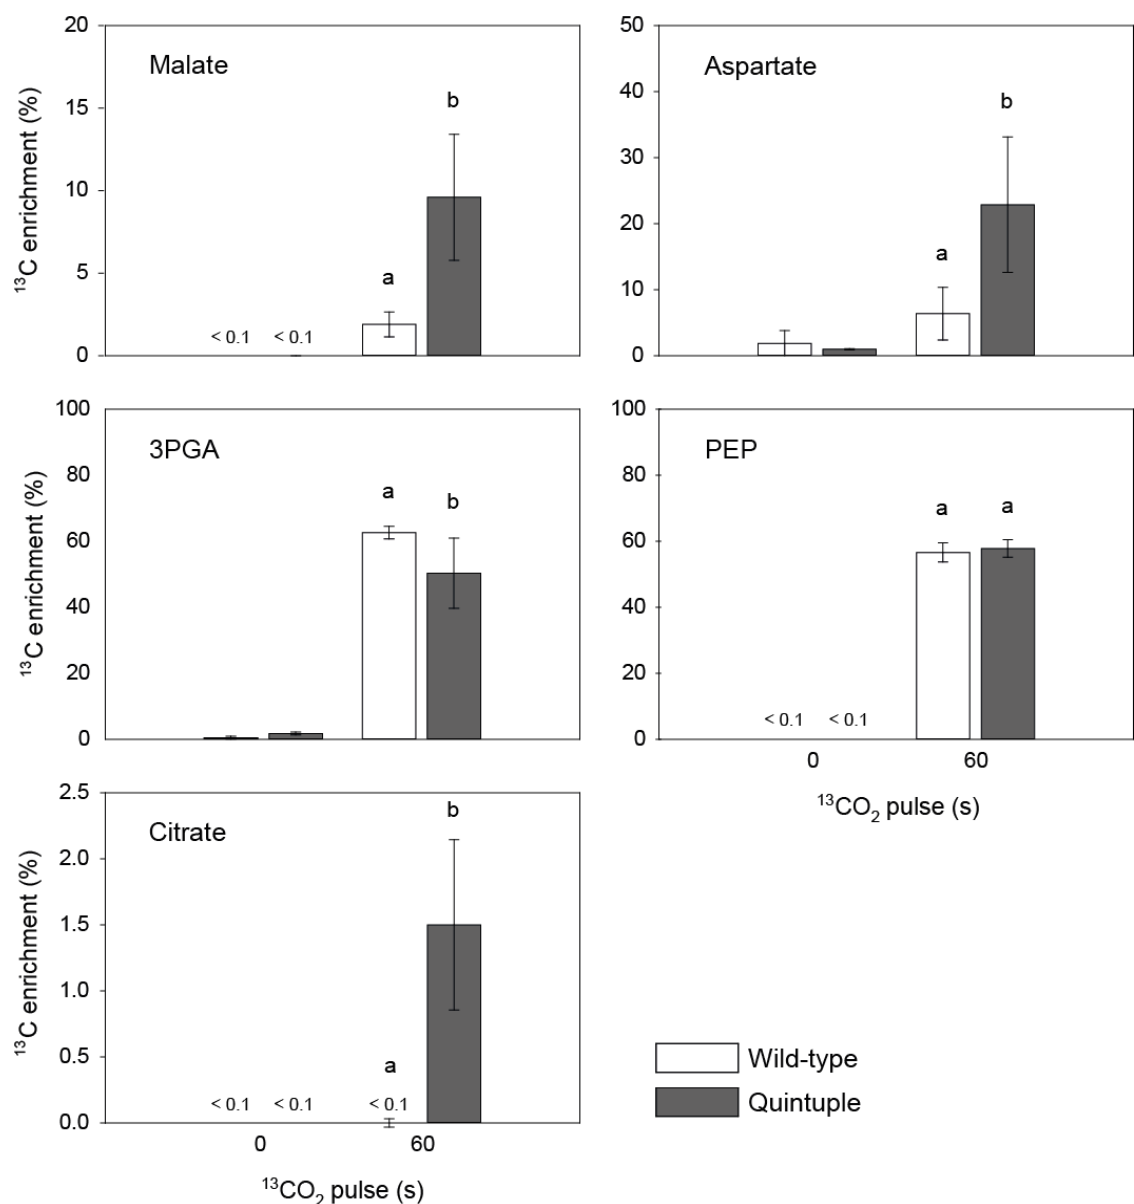 Malate
¹³C enrichment (%)
20
15
10
5
0
< 0.1
< 0.1
a
b
Aspartate
50
40
30
20
10
0
a
b
3PGA
¹³C enrichment (%)
100
80
60
40
20
0
a
b
PEP
100
80
60
40
20
0
< 0.1
< 0.1
a
a
0
60
¹³CO₂ pulse (s)
Citrate
¹³C enrichment (%)
2.5
2.0
1.5
1.0
0.5
0.0
< 0.1
< 0.1
< 0.1
a
b
0
60
¹³CO₂ pulse (s)
Wild-type
Quintuple